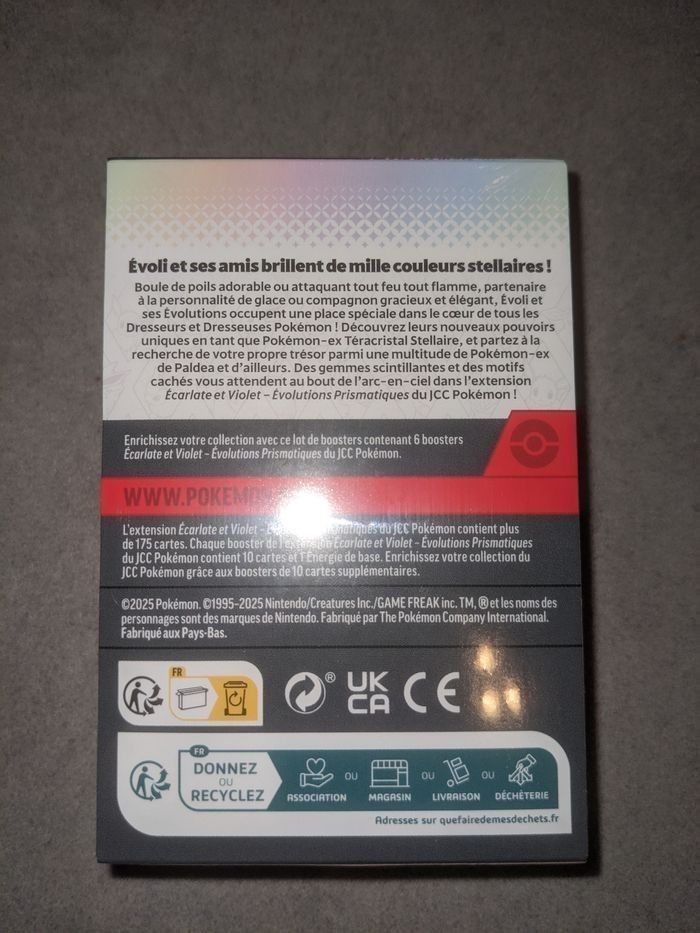 Évoli et ses amis brillent de mille couleurs stellaires !
Boule de poils adorable ou attaquant tout feu tout flamme, partenaire
à la personnalité de glace ou compagnon gracieux et élégant, Évoli et
ses Évolutions occupent une place spéciale dans le cœur de tous les
Dresseurs et Dresseuses Pokémon ! Découvrez leurs nouveaux pouvoirs
uniques en tant que Pokémon-ex Téracristal Stellaire, et partez à la
recherche de votre propre trésor parmi une multitude de Pokémon-ex
de Paldea et d'ailleurs. Des gemmes scintillantes et des motifs
cachés vous attendent au bout de l'arc-en-ciel dans l'extension
Écarlate et Violet – Évolutions Prismatiques du JCC Pokémon !
Enrichissez votre collection avec ce lot de boosters contenant 6 boosters
Écarlate et Violet – Évolutions Prismatiques du JCC Pokémon.
WWW.POKEMON
L'extension Écarlate et Violet – Évolutions Prismatiques du JCC Pokémon contient plus
de 175 cartes. Chaque booster de l'extension Écarlate et Violet – Évolutions Prismatiques
du JCC Pokémon contient 10 cartes et 1 Énergie de base. Enrichissez votre collection du
JCC Pokémon grâce aux boosters de 10 cartes supplémentaires.
©2025 Pokémon. ©1995–2025 Nintendo/Creatures Inc./GAME FREAK inc. TM, ® et les noms des
personnages sont des marques de Nintendo. Fabriqué par The Pokémon Company International.
Fabriqué aux Pays-Bas.
FR
® UK CA CE
FR
DONNEZ
OU
RECYCLEZ
ASSOCIATION OU MAGASIN OU LIVRAISON OU DÉCHÈTERIE
Adresses sur quefairedemesdechets.fr